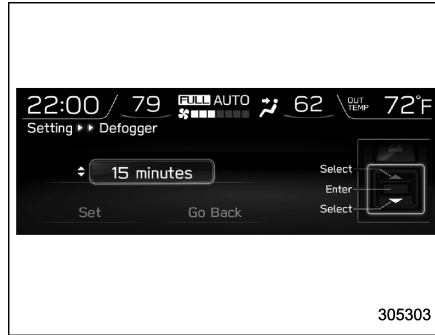 22:00 79 FULL AUTO 62 OUT TEMP 72°F
Setting ▸▸ Defogger
15 minutes
Select
Enter
Set Go Back Select
305303